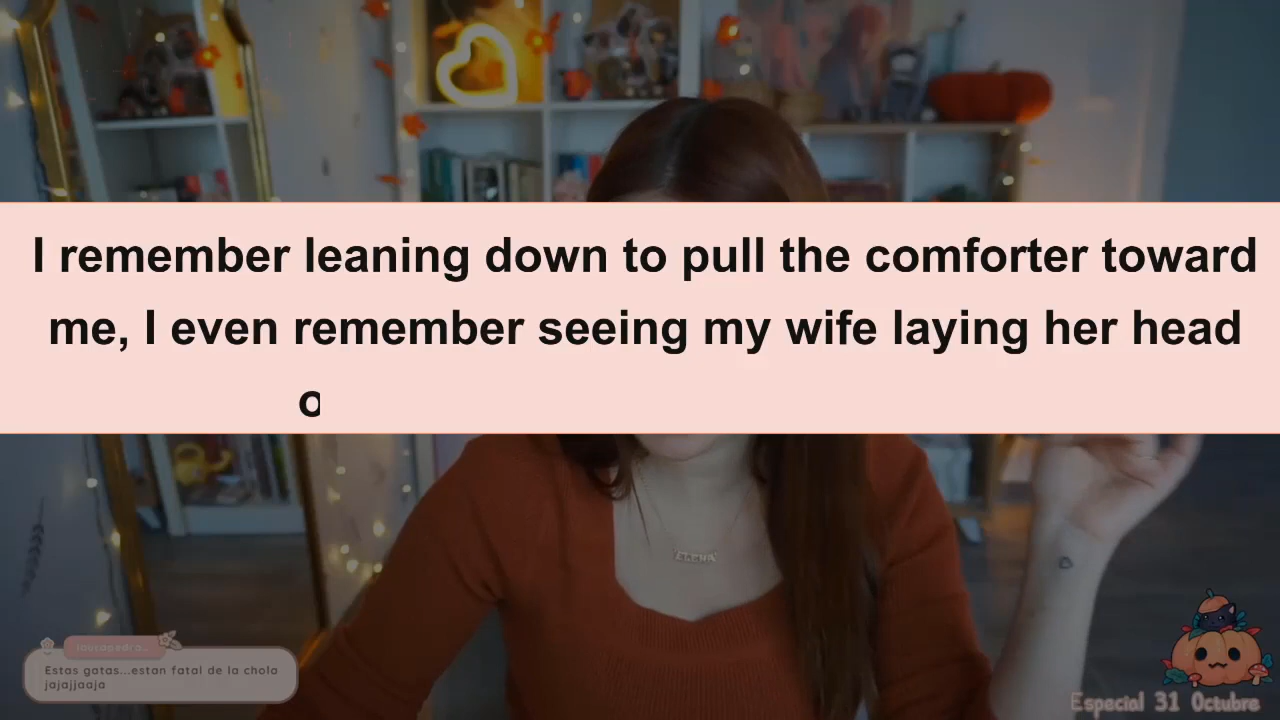 I remember leaning down to pull the comforter toward
me, I even remember seeing my wife laying her head
o
ELENA
Estas gatas...estan fatal de la chola
jajajjaaja
Especial 31 Octubre